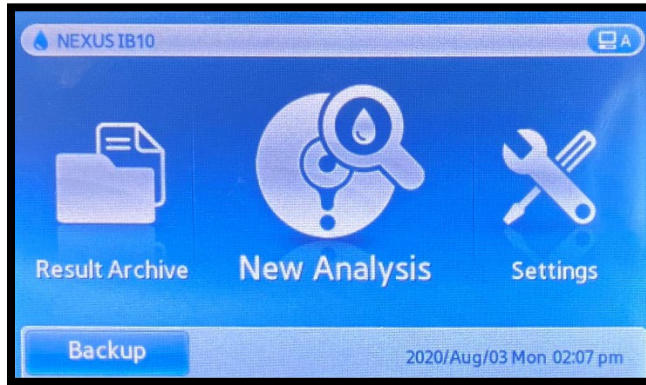 NEXUS IB10
A
Result Archive
New Analysis
Settings
Backup
2020/Aug/03 Mon 02:07 pm